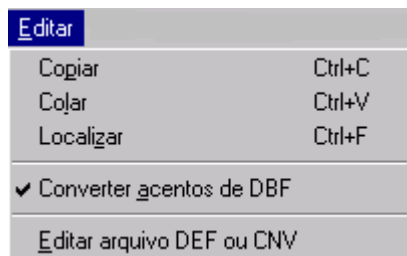 Editar
Copiar Ctrl+C
Colar Ctrl+V
Localizar Ctrl+F
✔ Converter acentos de DBF
Editar arquivo DEF ou CNV